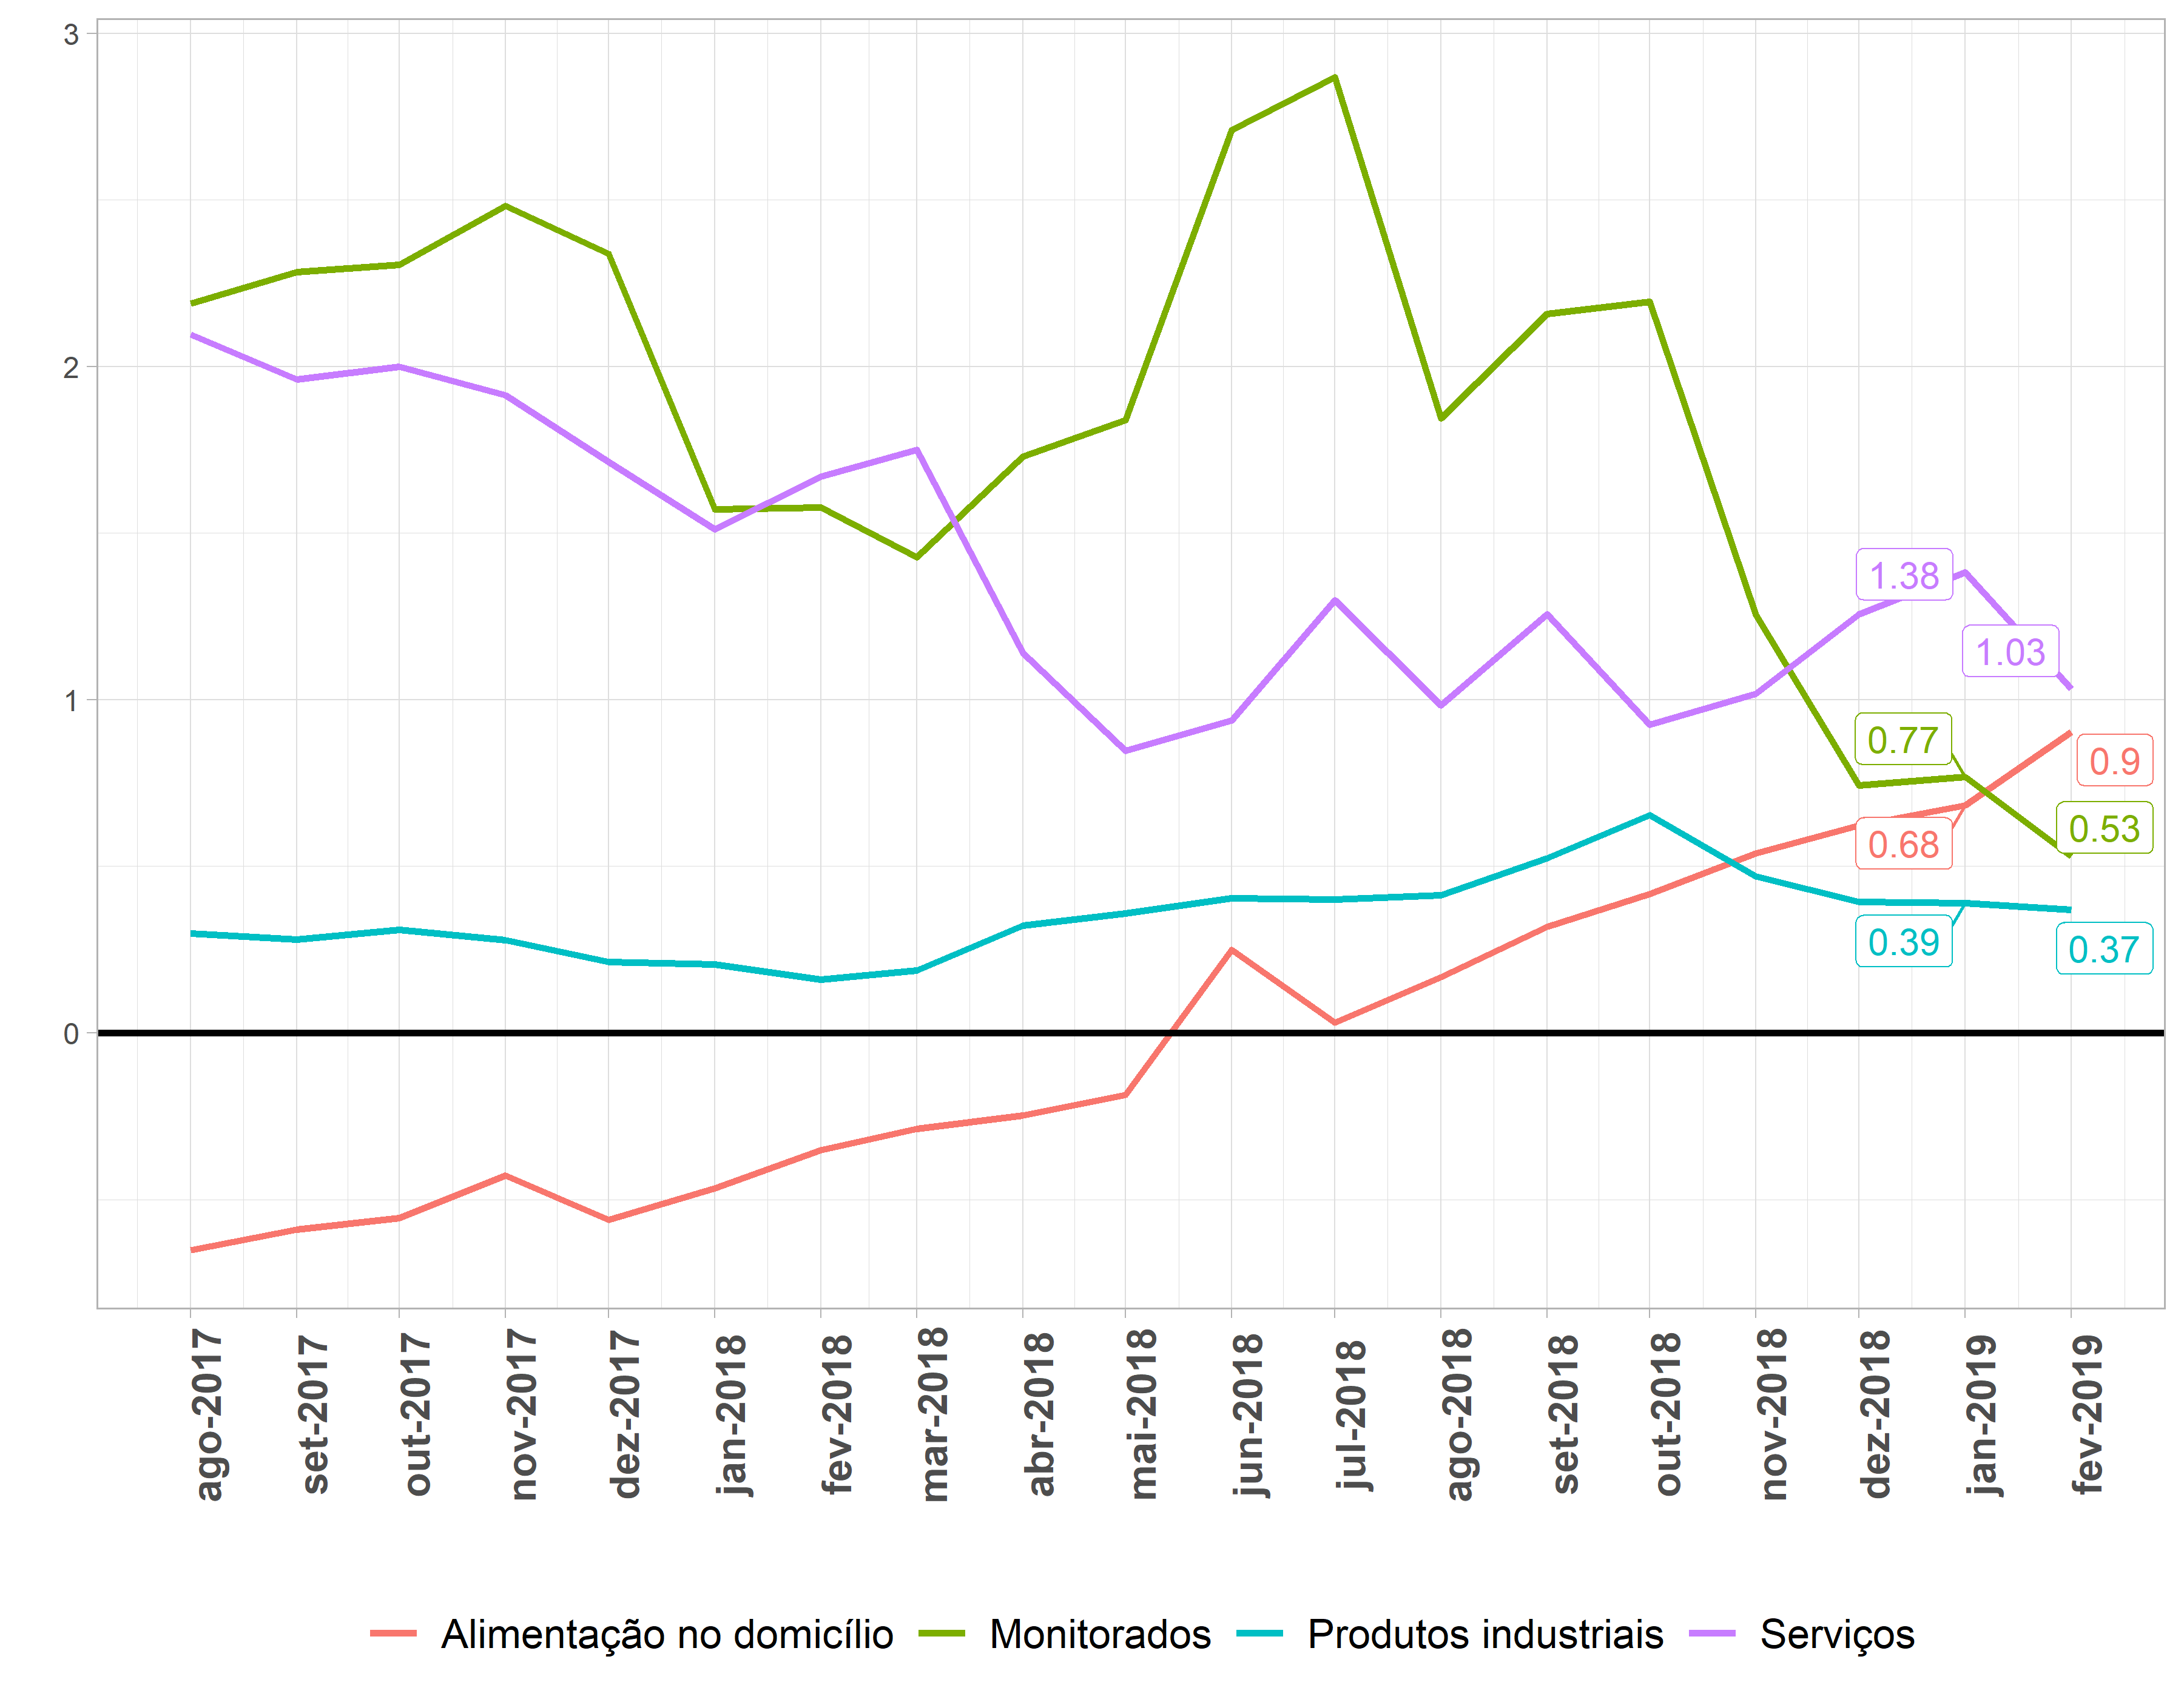 3
2
1
0
1.38
1.03
0.77
0.9
0.53
0.68
0.39
0.37
ago-2017
set-2017
out-2017
nov-2017
dez-2017
jan-2018
fev-2018
mar-2018
abr-2018
mai-2018
jun-2018
jul-2018
ago-2018
set-2018
out-2018
nov-2018
dez-2018
jan-2019
fev-2019
Alimentação no domicílio Monitorados Produtos industriais Serviços